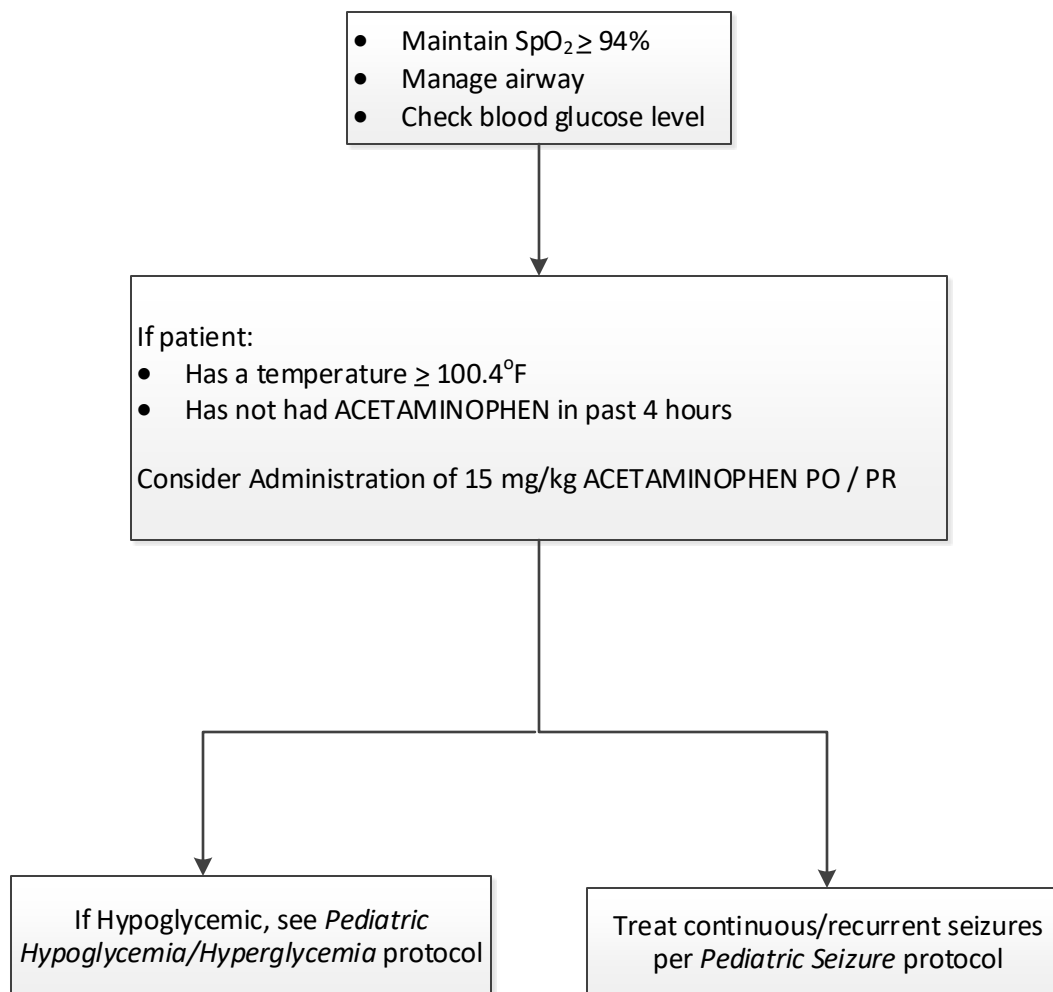 • Maintain SpO₂ ≥ 94%
• Manage airway
• Check blood glucose level
If patient:
• Has a temperature ≥ 100.4°F
• Has not had ACETAMINOPHEN in past 4 hours
Consider Administration of 15 mg/kg ACETAMINOPHEN PO / PR
If Hypoglycemic, see Pediatric
Hypoglycemia/Hyperglycemia protocol
Treat continuous/recurrent seizures
per Pediatric Seizure protocol